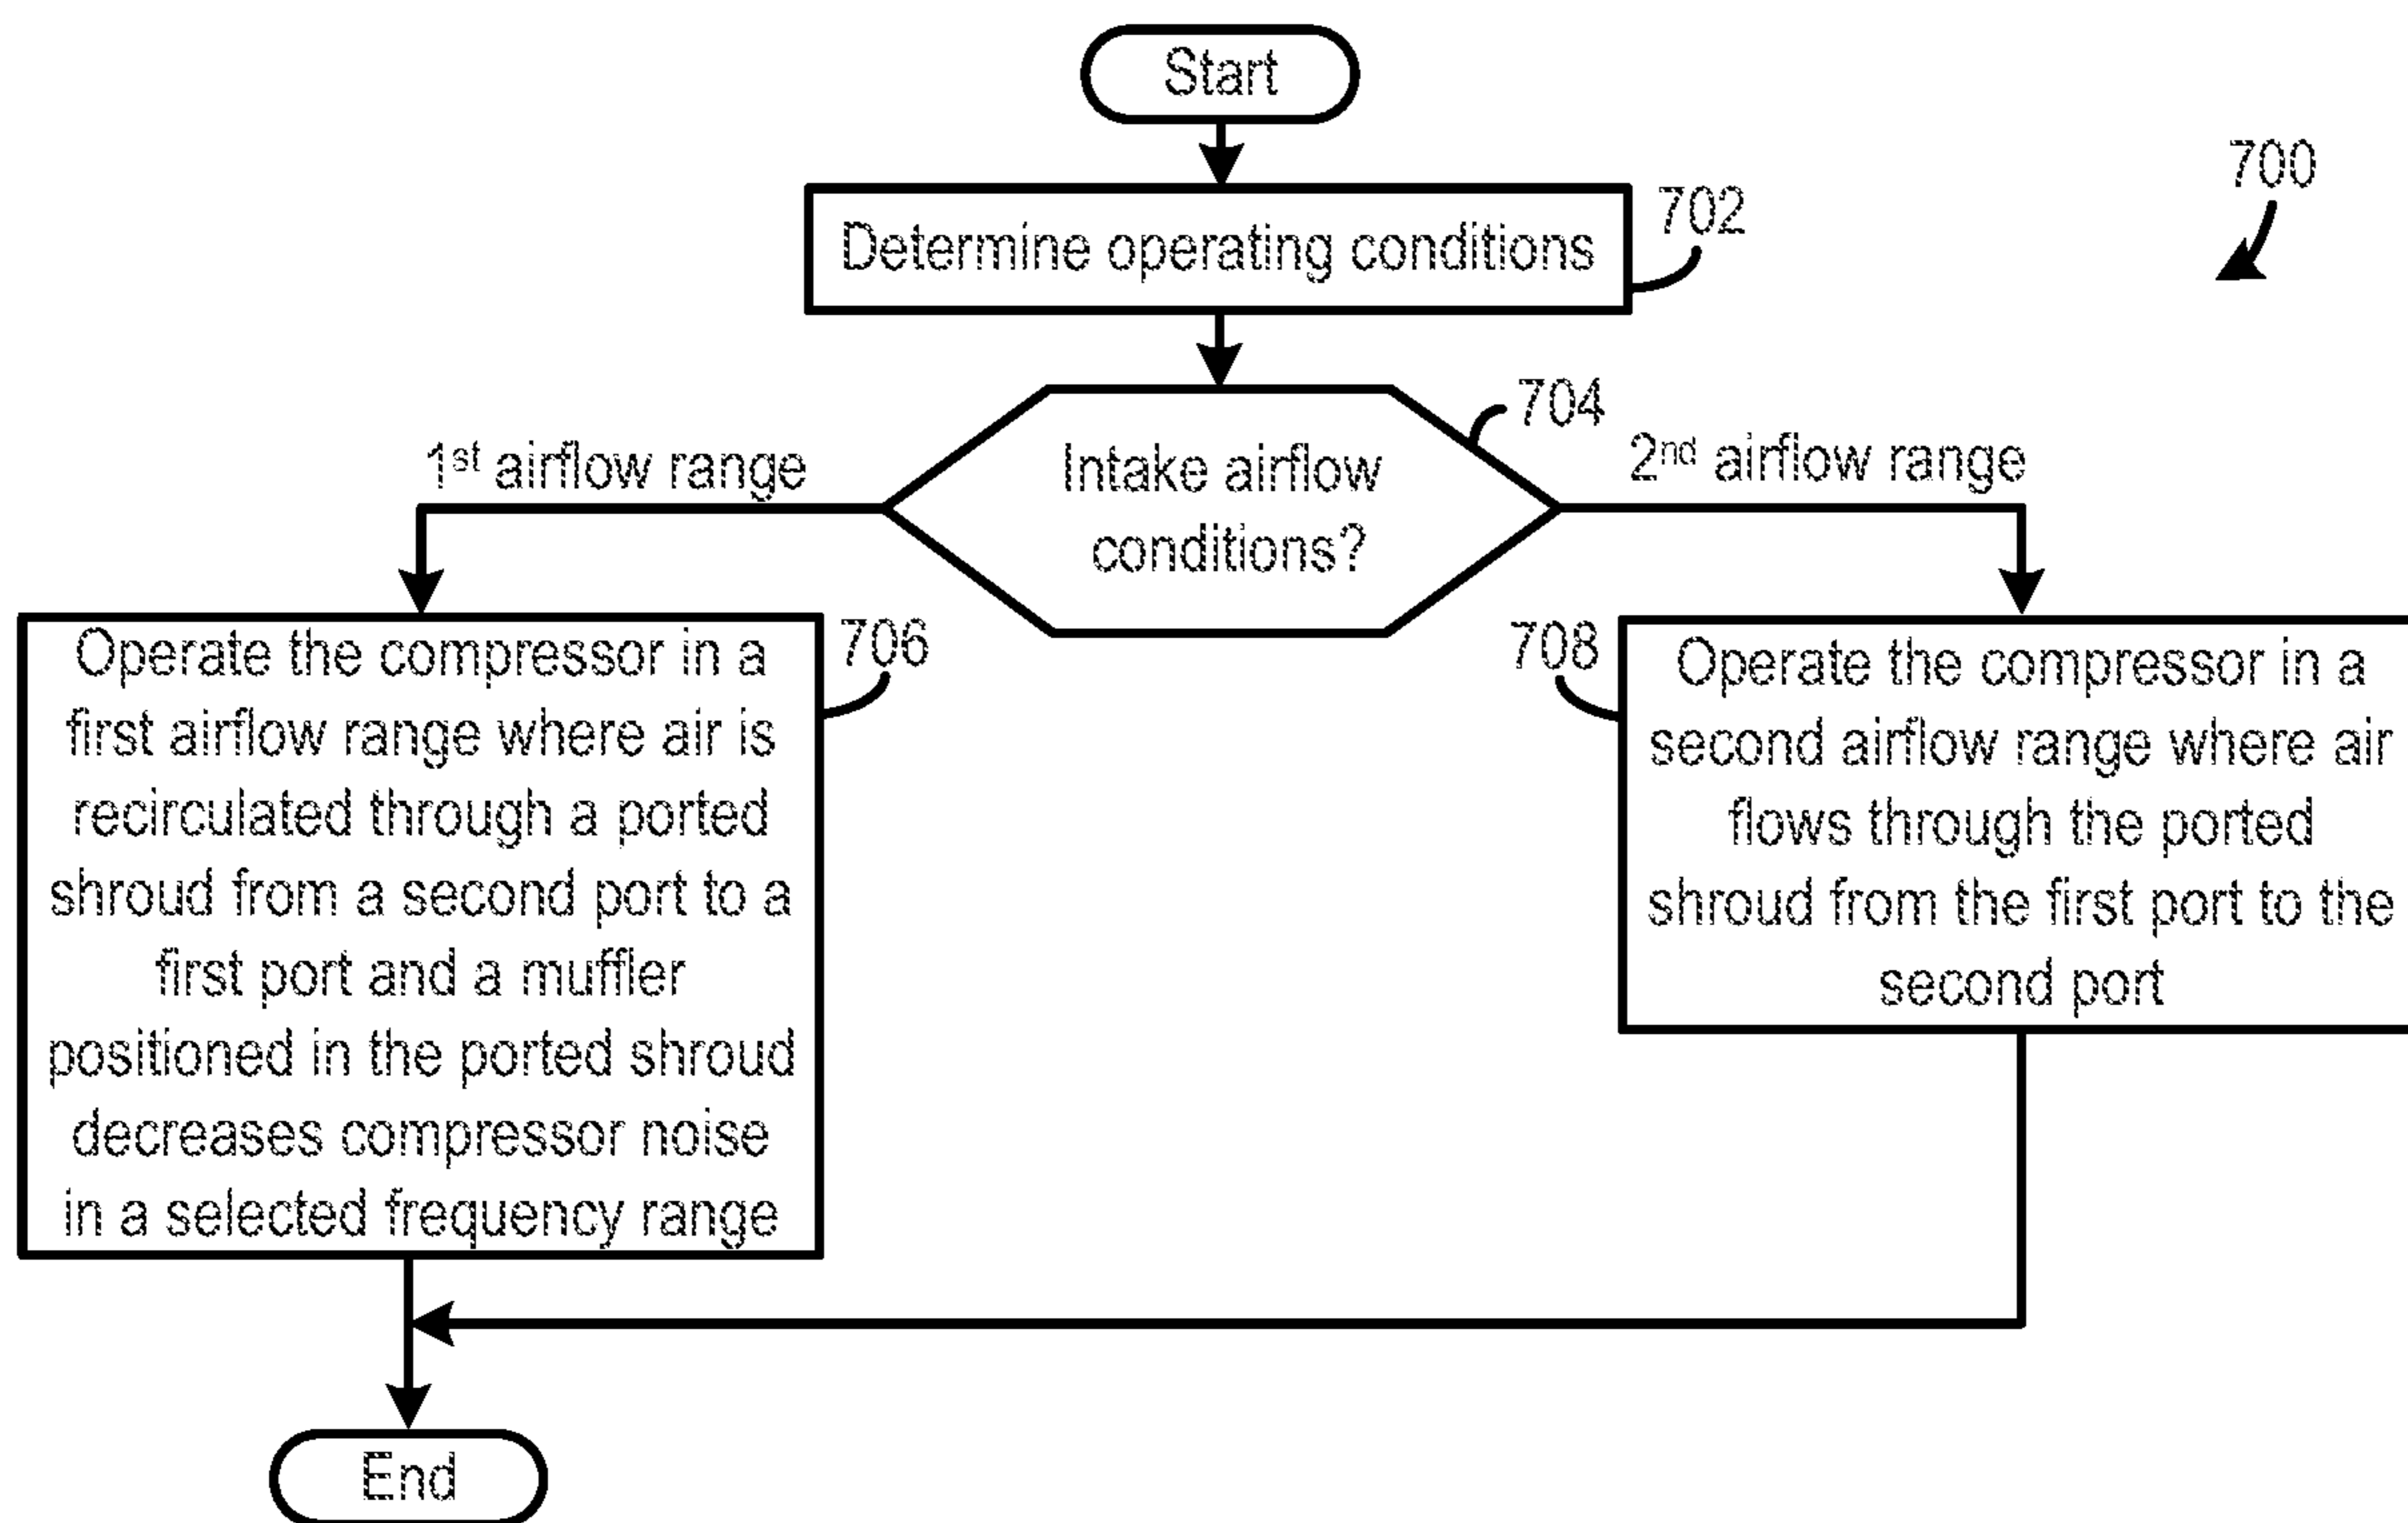 Start
700
702
Determine operating conditions
704
1st airflow range
Intake airflow
conditions?
2nd airflow range
706
Operate the compressor in a
first airflow range where air is
recirculated through a ported
shroud from a second port to a
first port and a muffler
positioned in the ported shroud
decreases compressor noise
in a selected frequency range
708
Operate the compressor in a
second airflow range where air
flows through the ported
shroud from the first port to the
second port
End